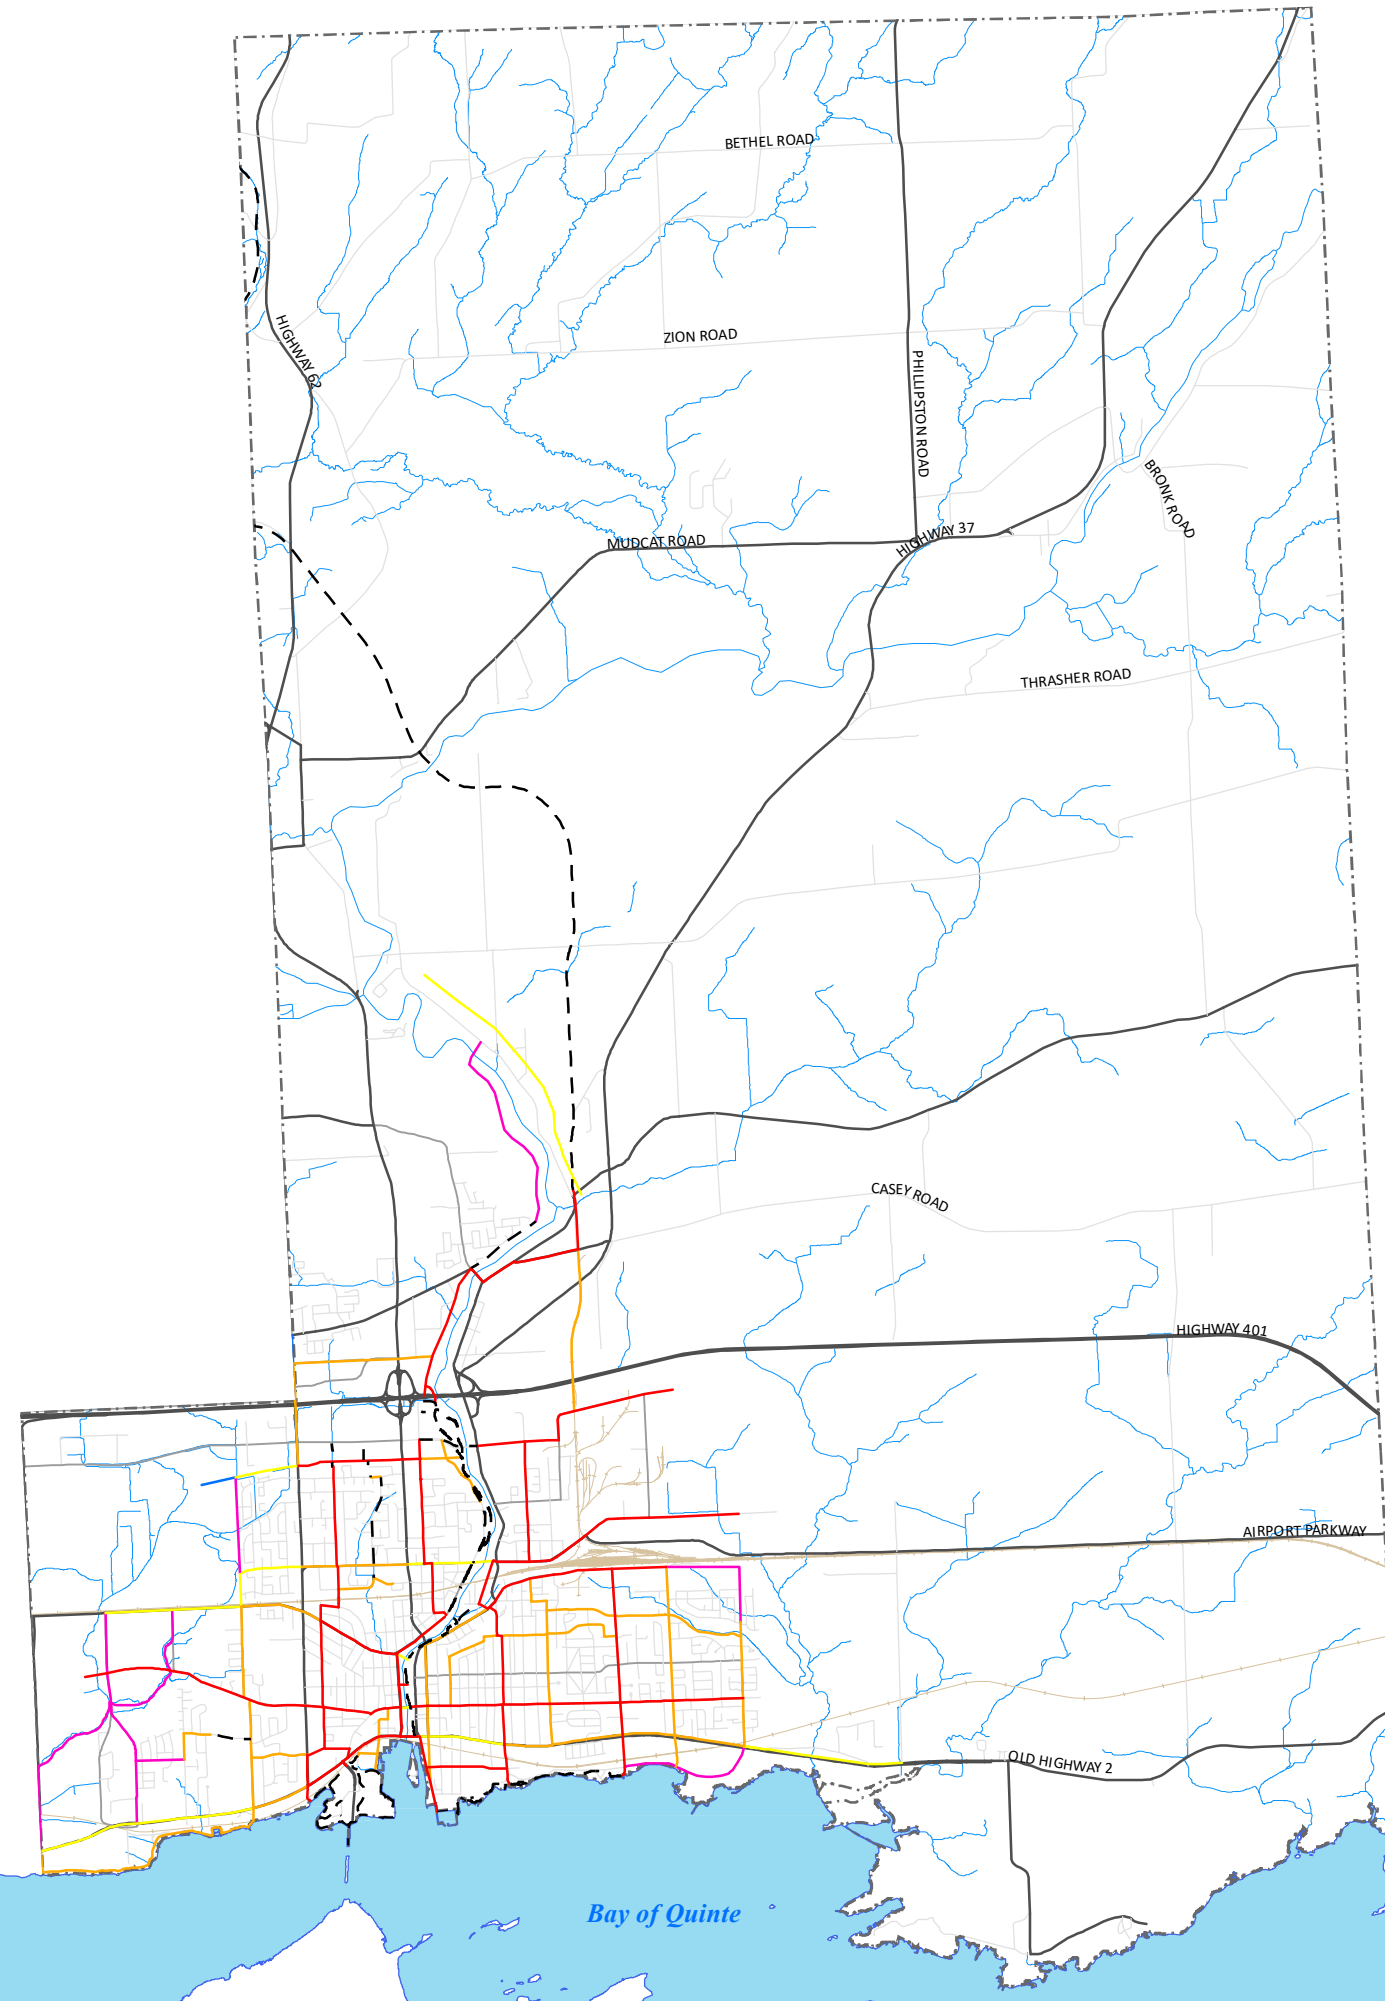 BETHEL ROAD
HIGHWAY 62
ZION ROAD
PHILLIPSTON ROAD
BRONK ROAD
MUDCAT ROAD
HIGHWAY 37
THRASHER ROAD
CASEY ROAD
HIGHWAY 401
AIRPORT PARKWAY
OLD HIGHWAY 2
Bay of Quinte